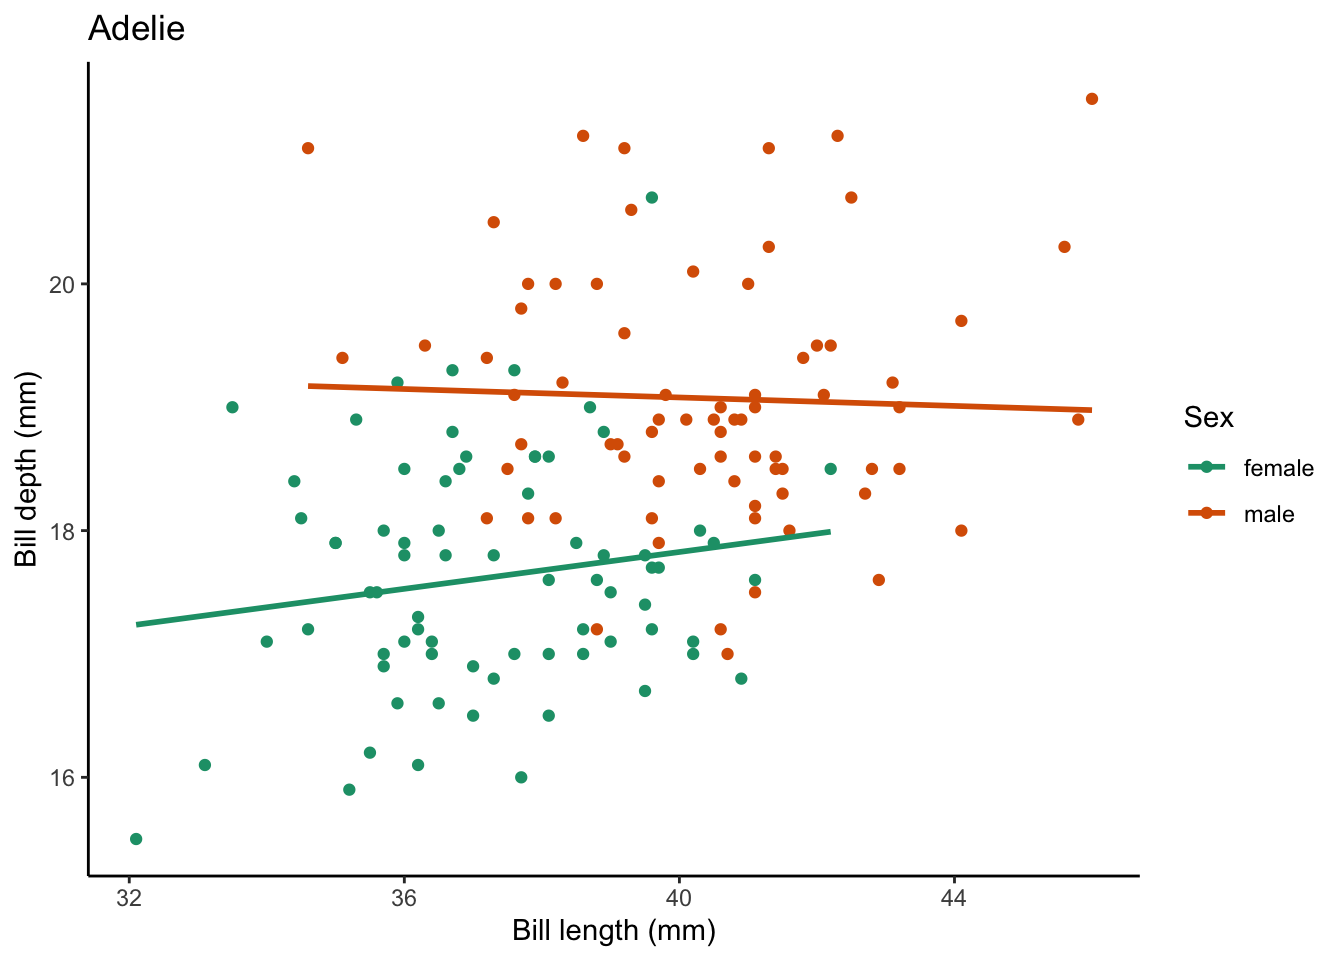 Adelie
Bill depth (mm)
20
18
16
32 36 40 44
Bill length (mm)
Sex
female
male